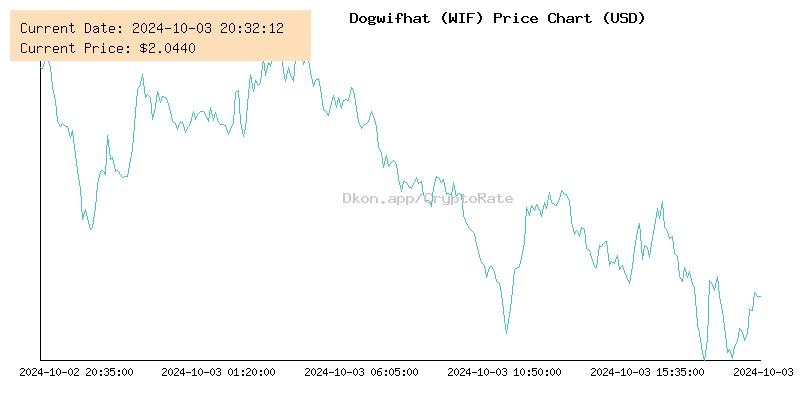 Dogwifhat (WIF) Price Chart (USD)
Current Date: 2024-10-03 20:32:12
Current Price: $2.0440
Dkon.app/CryptoRate
2024-10-02 20:35:00 2024-10-03 01:20:00 2024-10-03 06:05:00 2024-10-03 10:50:00 2024-10-03 15:35:00 2024-10-03